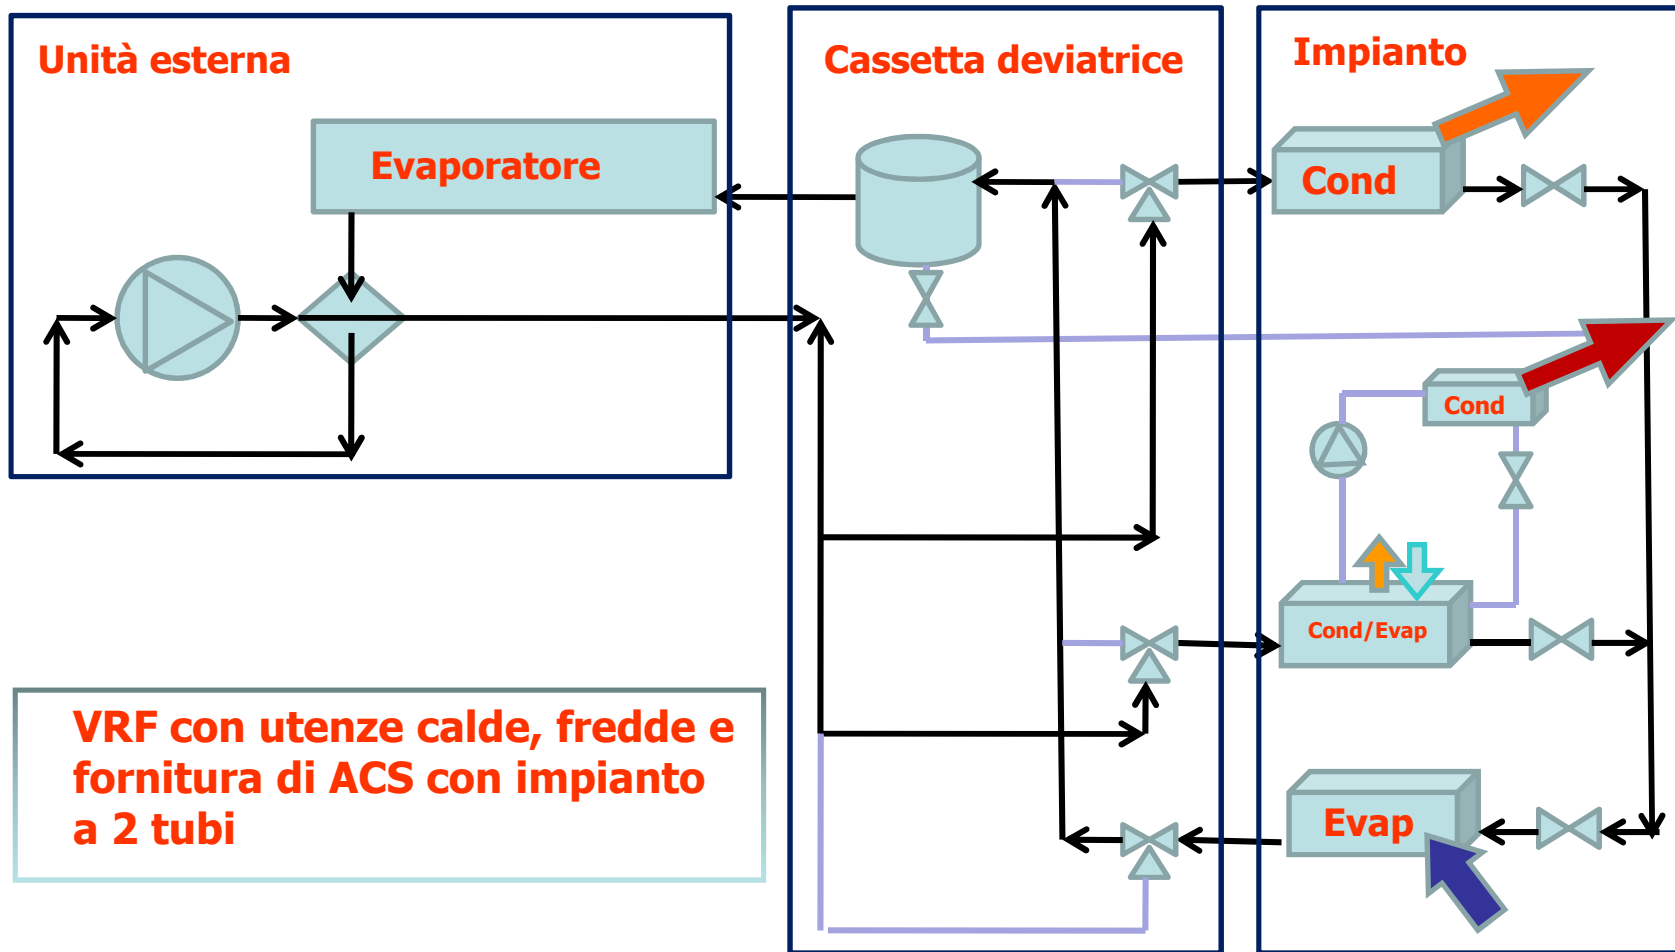 Unità esterna
Cassetta deviatrice
Impianto
Evaporatore
Cond
Cond
Cond/Evap
Evap
VRF con utenze calde, fredde e
fornitura di ACS con impianto
a 2 tubi